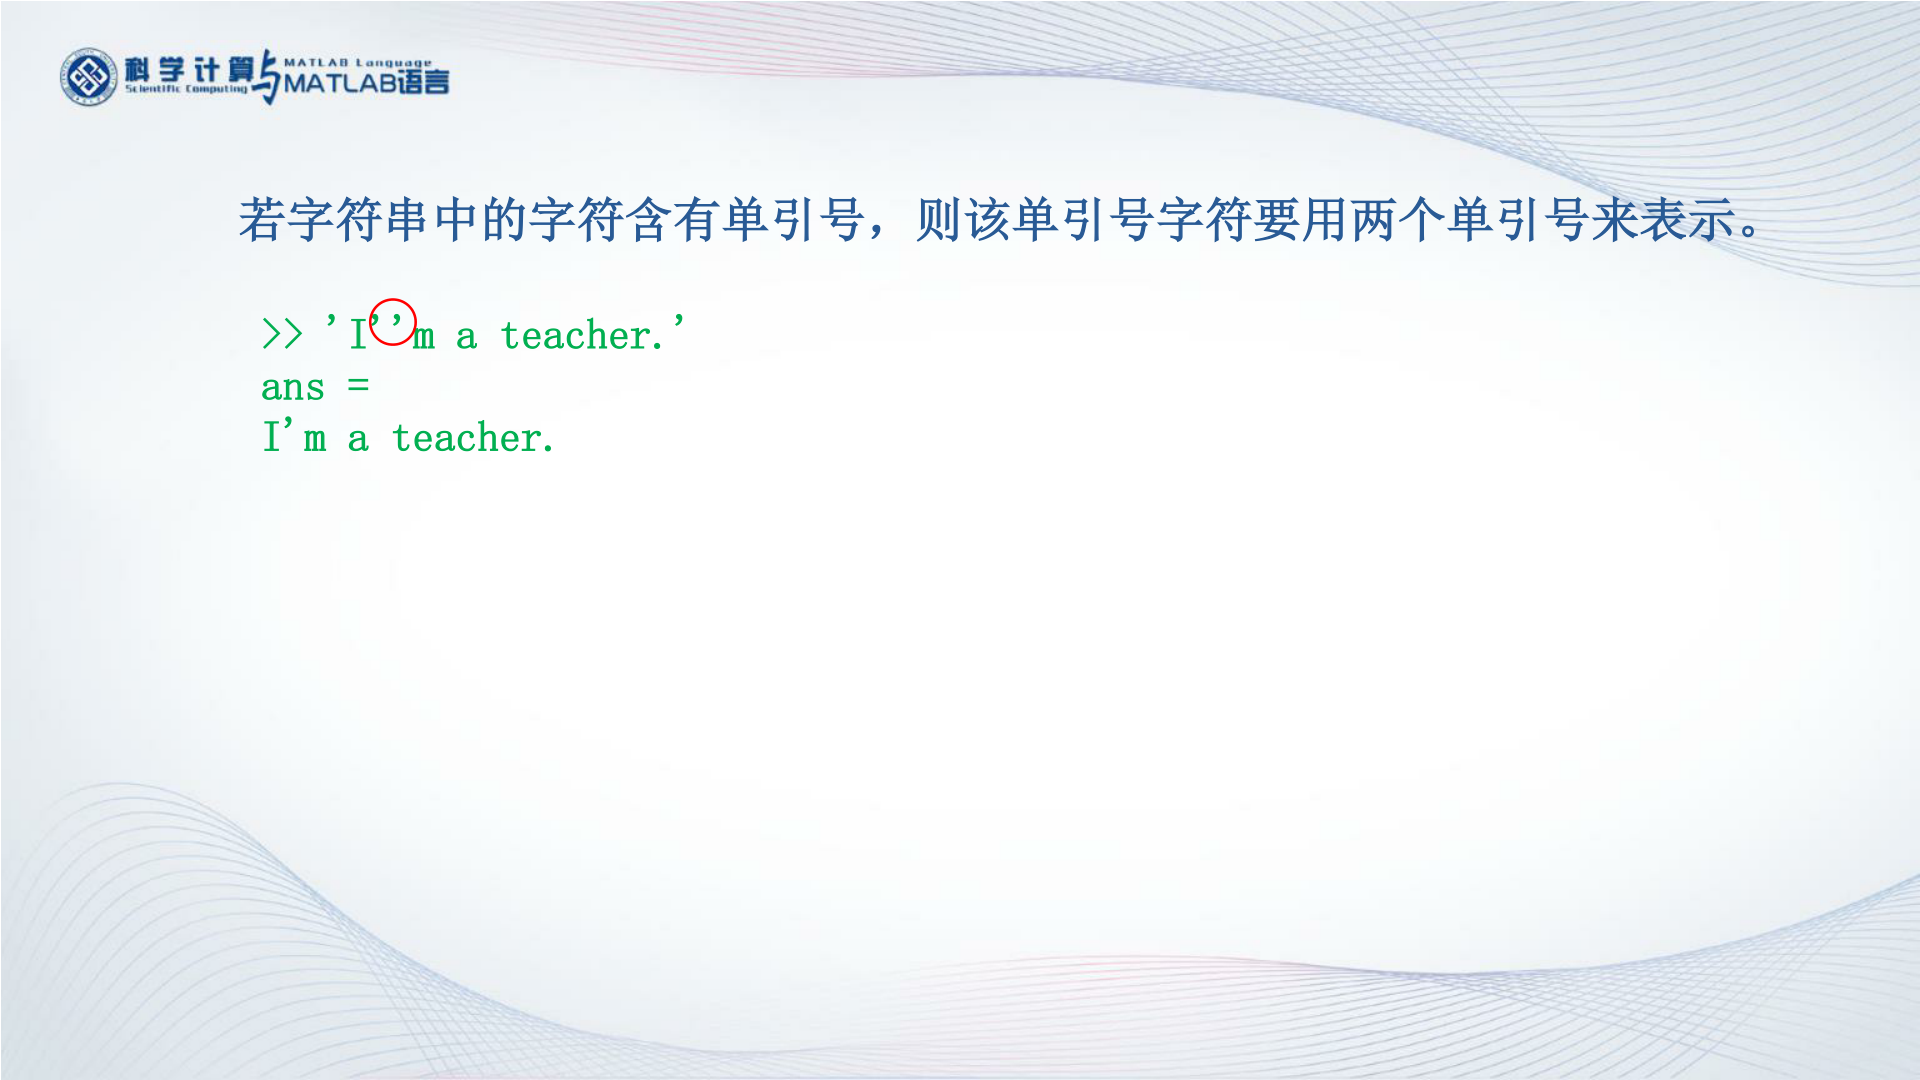 科学计算与MATLAB语言
Scientific Computing
MATLAB Language
若字符串中的字符含有单引号，则该单引号字符要用两个单引号来表示。
>> ’I’’m a teacher.’
ans =
I’m a teacher.